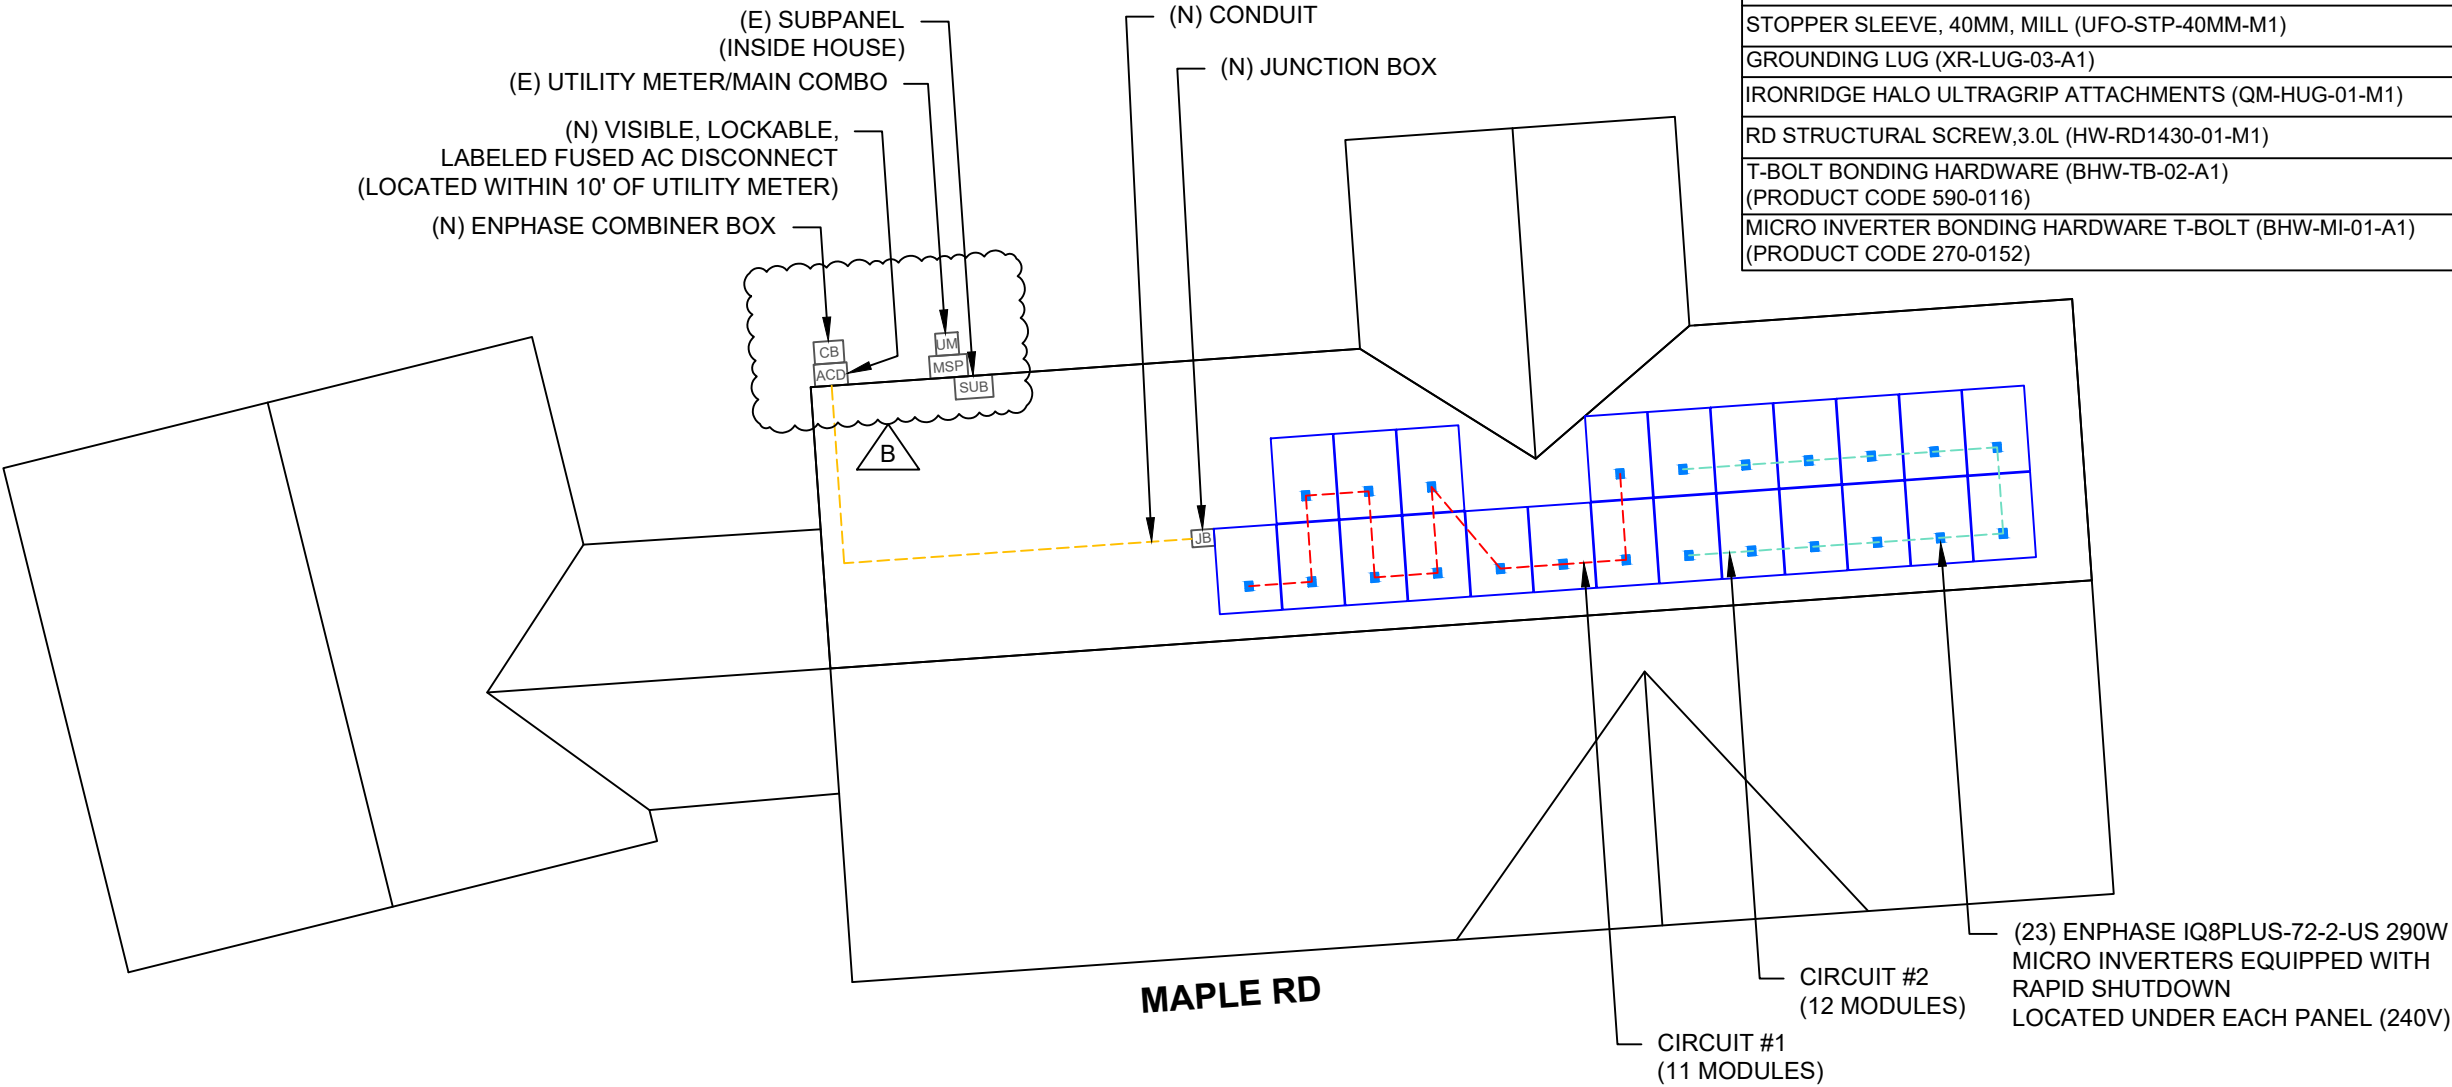 (E) SUBPANEL
(INSIDE HOUSE)
(E) UTILITY METER/MAIN COMBO
(N) VISIBLE, LOCKABLE,
LABELED FUSED AC DISCONNECT
(LOCATED WITHIN 10' OF UTILITY METER)
(N) ENPHASE COMBINER BOX
(N) CONDUIT
(N) JUNCTION BOX
STOPPER SLEEVE, 40MM, MILL (UFO-STP-40MM-M1)
GROUNDING LUG (XR-LUG-03-A1)
IRONRIDGE HALO ULTRAGRIP ATTACHMENTS (QM-HUG-01-M1)
RD STRUCTURAL SCREW,3.0L (HW-RD1430-01-M1)
T-BOLT BONDING HARDWARE (BHW-TB-02-A1)
(PRODUCT CODE 590-0116)
MICRO INVERTER BONDING HARDWARE T-BOLT (BHW-MI-01-A1)
(PRODUCT CODE 270-0152)
CB
ACD
UM
MSP
SUB
B
JB
MAPLE RD
(23) ENPHASE IQ8PLUS-72-2-US 290W
MICRO INVERTERS EQUIPPED WITH
RAPID SHUTDOWN
LOCATED UNDER EACH PANEL (240V)
CIRCUIT #2
(12 MODULES)
CIRCUIT #1
(11 MODULES)